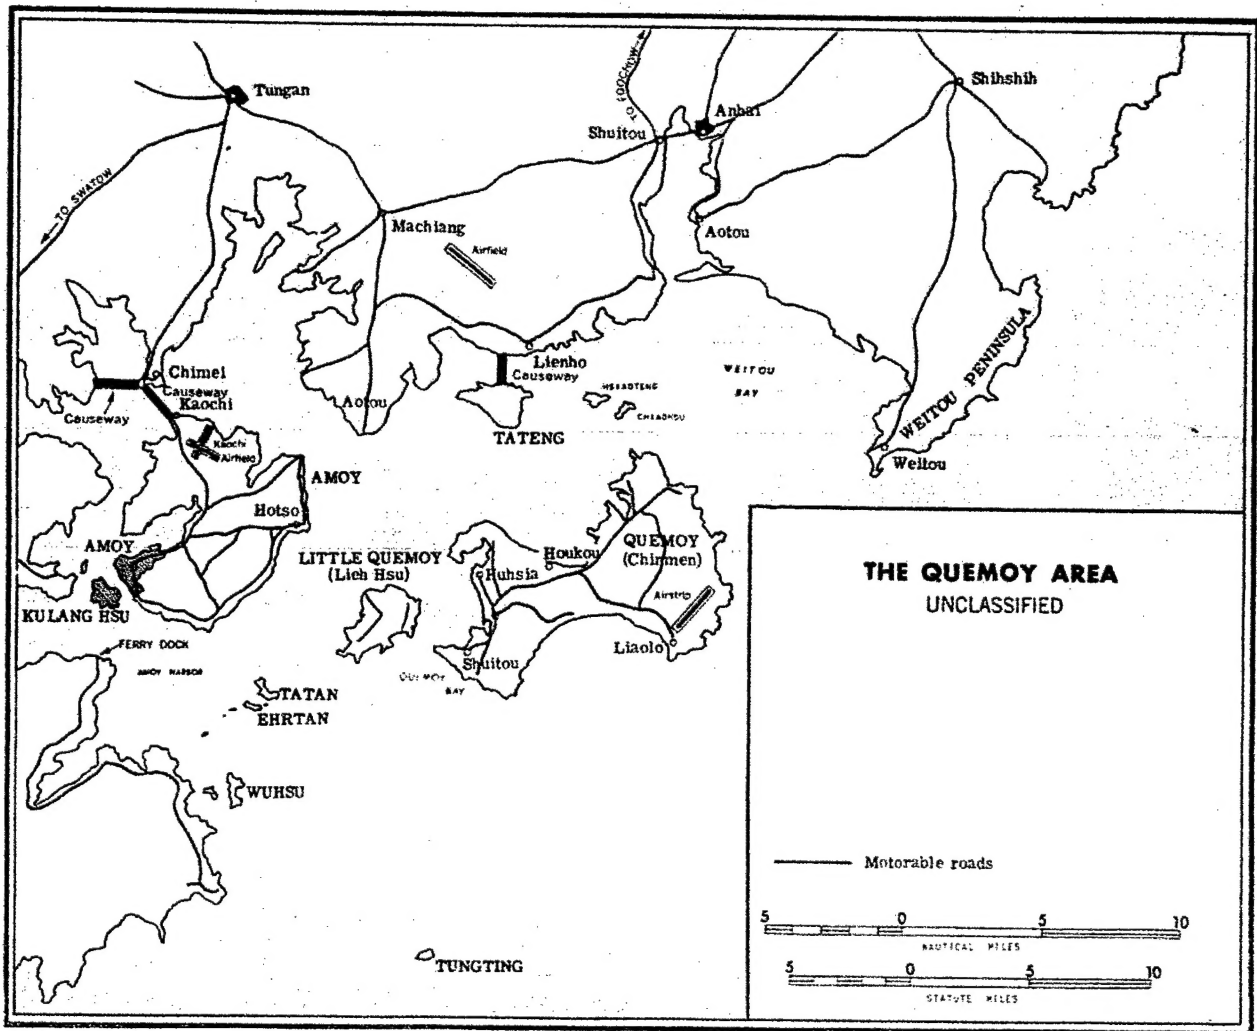 Tungan
TO FOOCHOW
Shihshih
Anhai
Shuitou
TO SWATOW
Machiang
Airfield
Aotou
Chimei
Causeway
Causeway
Kaochi
Kaochi
Airfield
Aotou
Lienho
Causeway
TATENG
HSIAOTENG
WEITOU
BAY
WEITOU PENINSULA
Weitou
AMOY
Hotso
AMOY
KULANG HSU
LITTLE QUEMOY
(Lieh Hsu)
Houkou
Huhsia
QUEMOY
(Chinmen)
Airstrip
Liaolo
Shuitou
QUEMOY
BAY
FERRY DOCK
AMOY HARBOR
TATAN
EHRTAN
WUHSU
TUNGTING
THE QUEMOY AREA
UNCLASSIFIED
Motorable roads
5 0 5 10
NAUTICAL MILES
5 0 5 10
STATUTE MILES